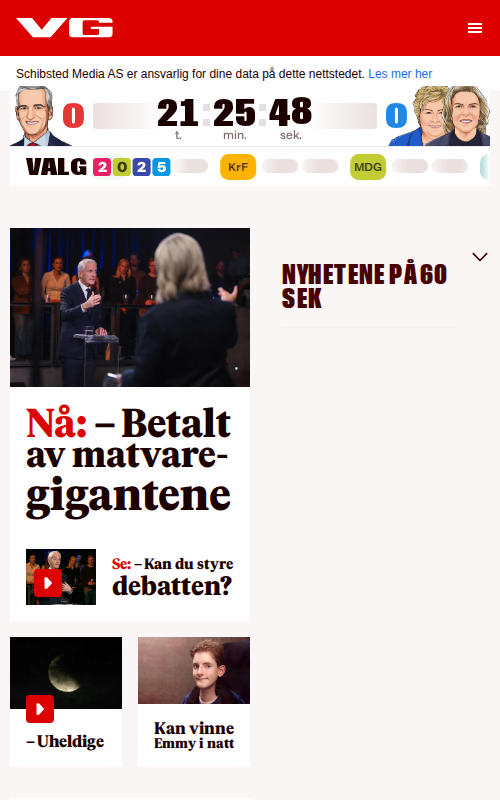 VG
Schibsted Media AS er ansvarlig for dine data på dette nettstedet. Les mer her
0 21:25:48 0
t. min. sek.
VALG 2025 KrF MDG
NYHETENE PÅ 60
SEK
Nå: – Betalt
av matvare-
gigantene
Se: – Kan du styre
debatten?
– Uheldige
Kan vinne
Emmy i natt